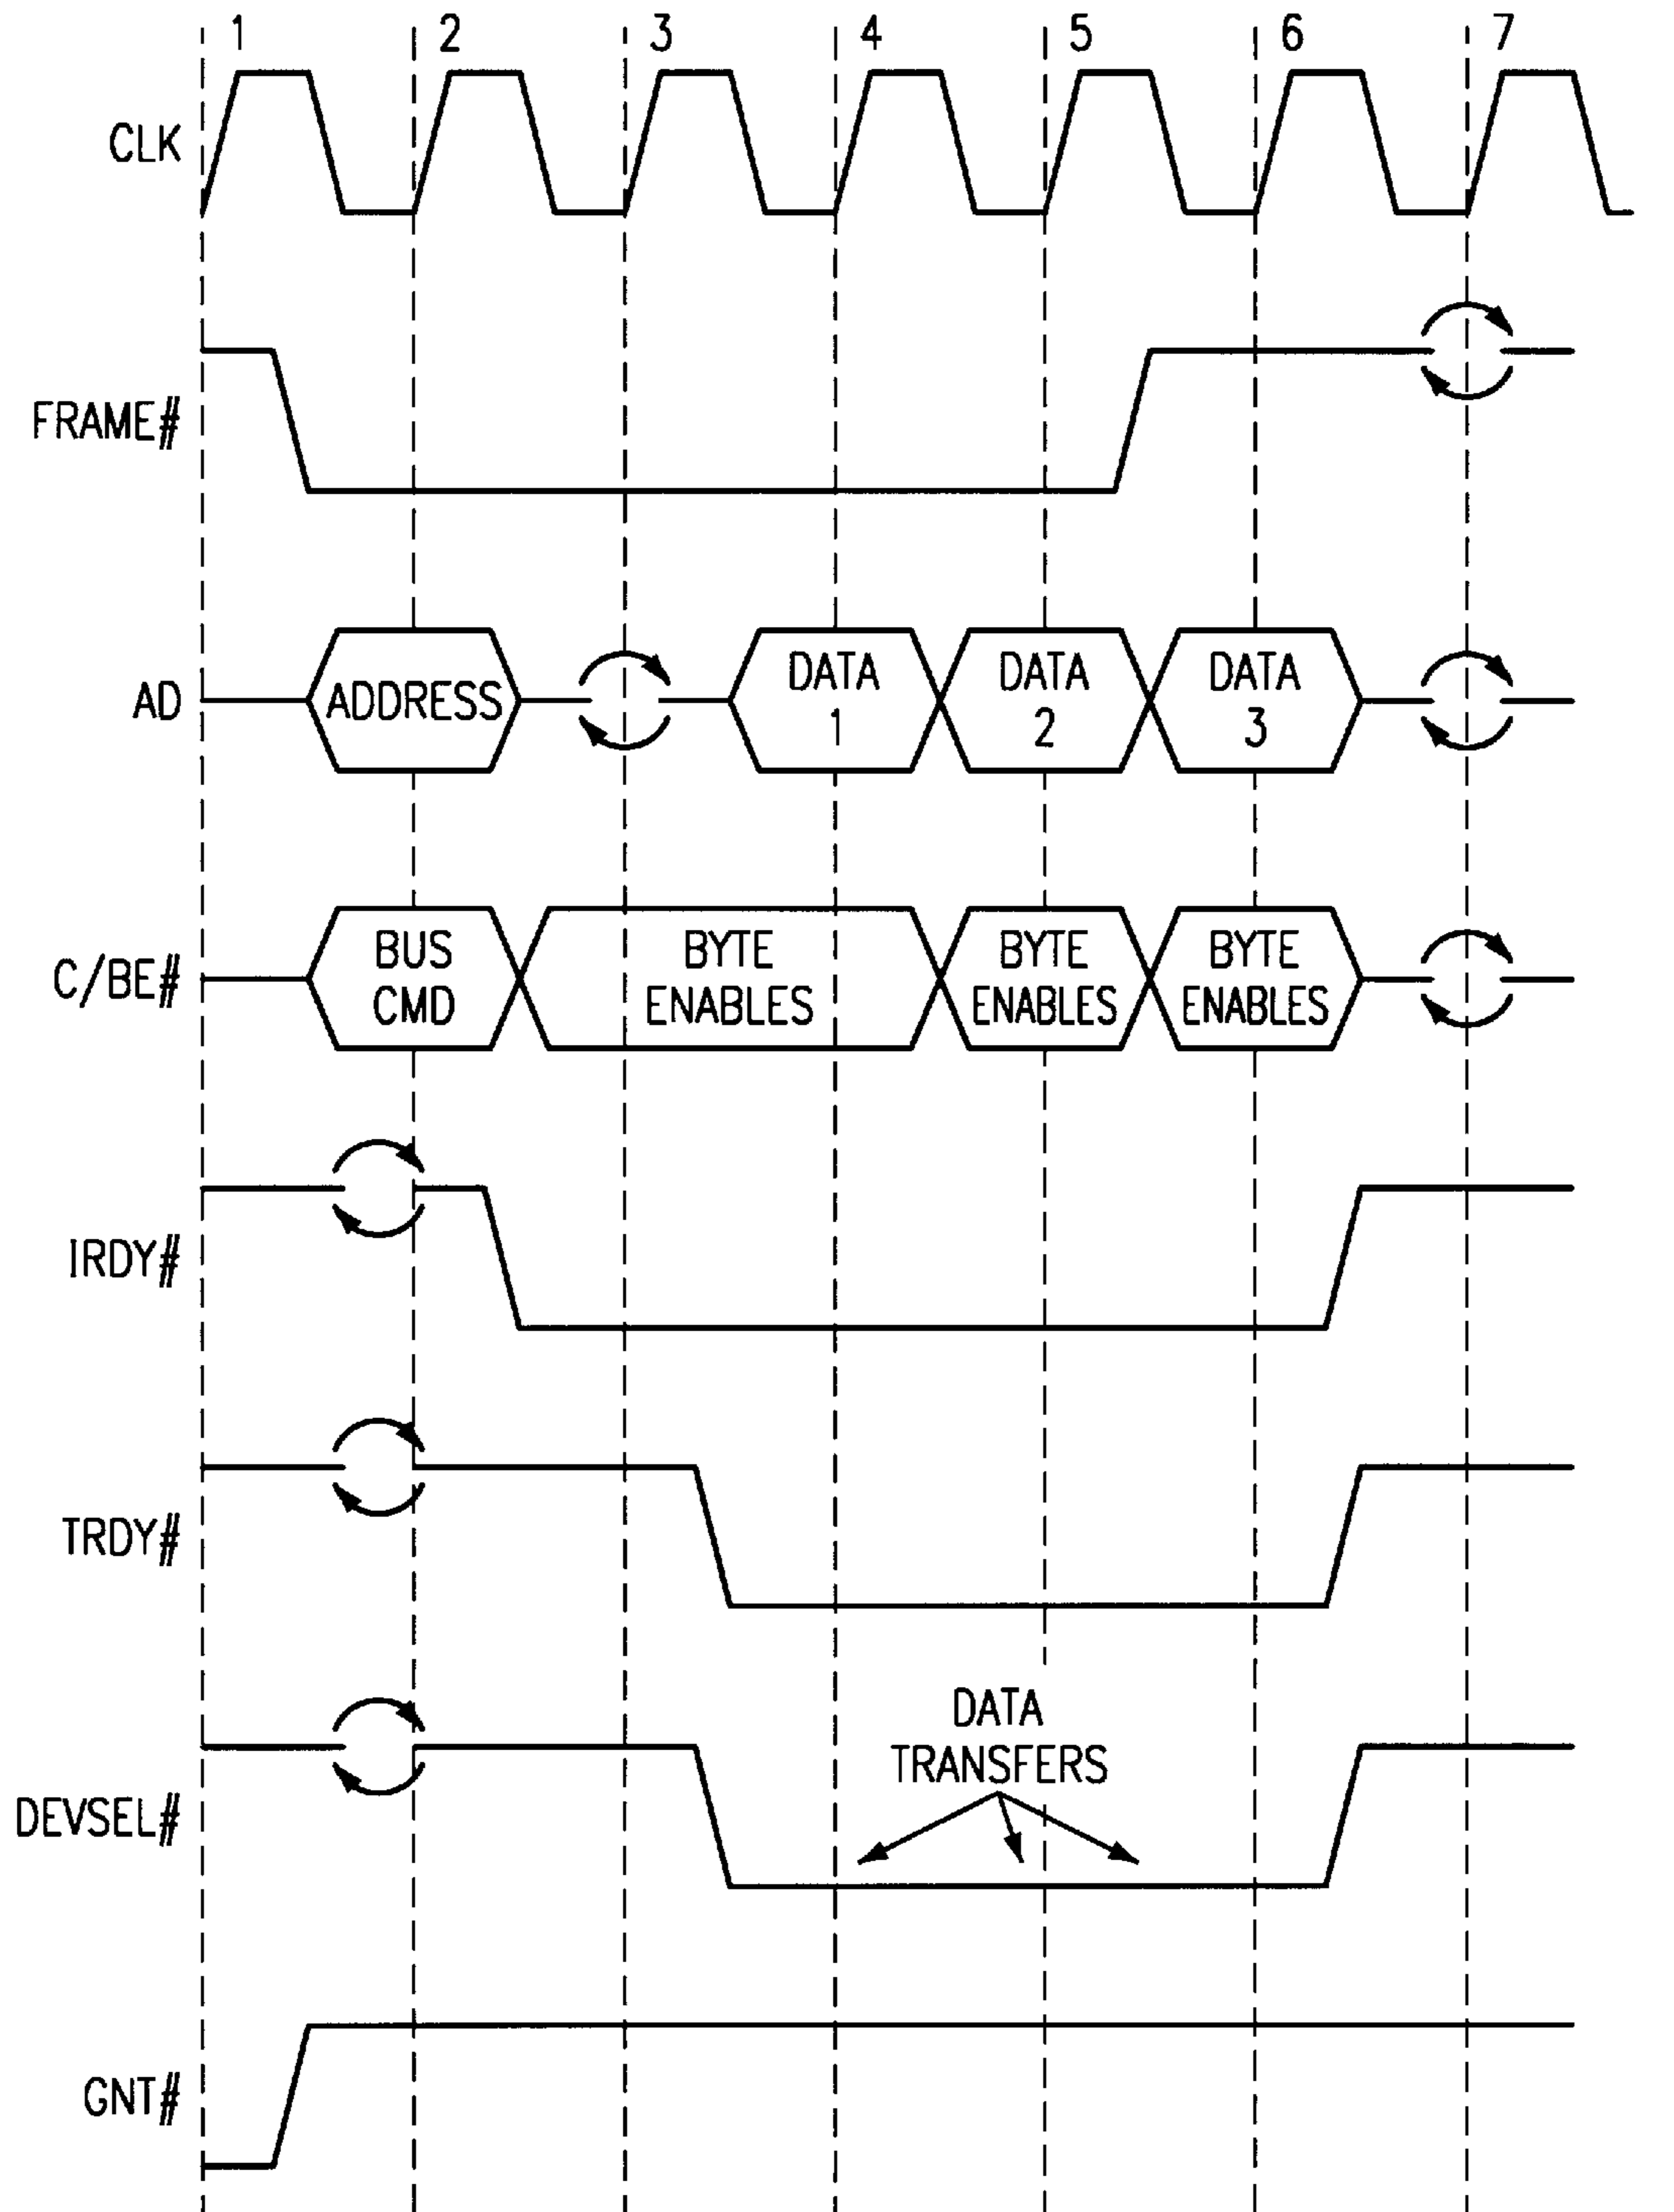 1 2 3 4 5 6 7
CLK
FRAME#
AD
ADDRESS
DATA
1
DATA
2
DATA
3
C/BE#
BUS
CMD
BYTE
ENABLES
BYTE
ENABLES
BYTE
ENABLES
IRDY#
TRDY#
DEVSEL#
DATA
TRANSFERS
GNT#